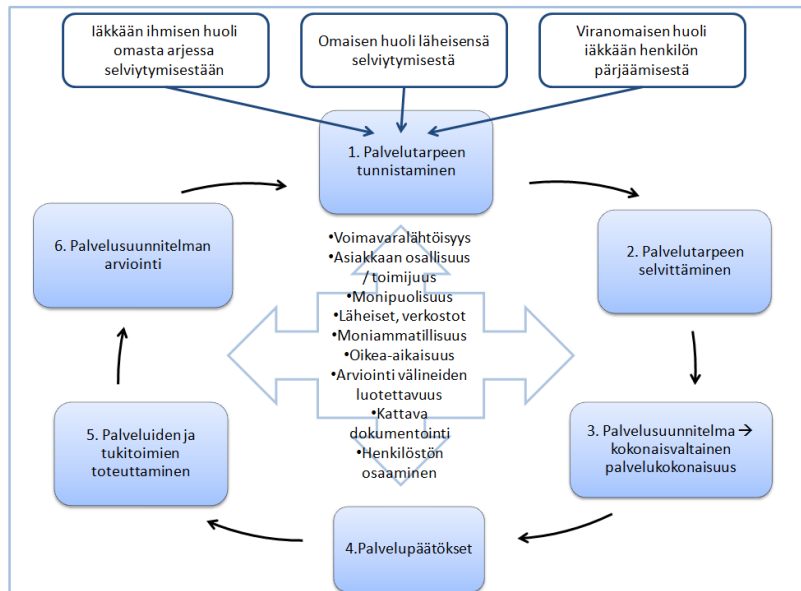 Iäkkään ihmisen huoli
omasta arjessa
selviytymisestään
Omaisen huoli läheisensä
selviytymisestä
Viranomaisen huoli
iäkkään henkilön
pärjäämisestä
1. Palvelutarpeen
tunnistaminen
2. Palvelutarpeen
selvittäminen
3. Palvelusuunnitelma →
kokonaisvaltainen
palvelukokonaisuus
4.Palvelupäätökset
5. Palveluiden ja
tukitoimien
toteuttaminen
6. Palvelusuunnitelman
arviointi
•Voimavaralähtöisyys
•Asiakkaan osallisuus
/ toimijuus
•Monipuolisuus
•Läheiset, verkostot
•Moniammatillisuus
•Oikea-aikaisuus
•Arviointi välineiden
luotettavuus
•Kattava
dokumentointi
•Henkilöstön
osaaminen